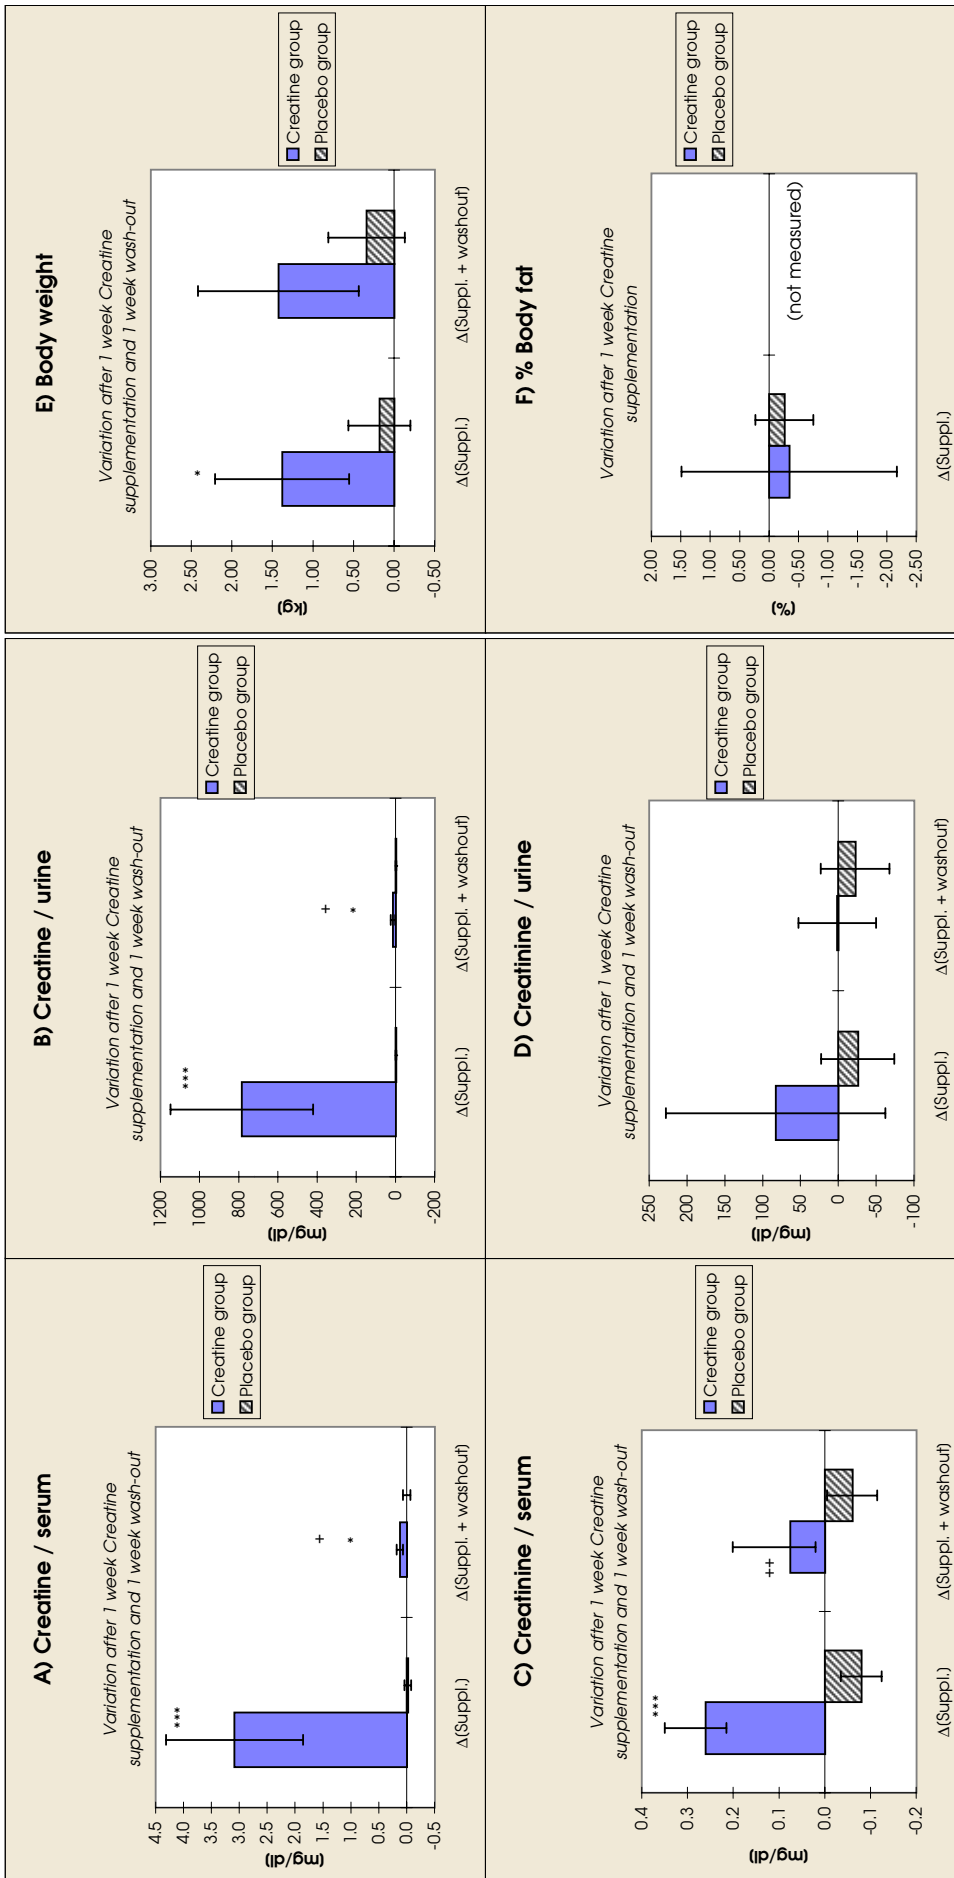 A) Creatine / serum
Variation after 1 week Creatine
supplementation and 1 week wash-out
Creatine group
Placebo group
(mg/dl)
4.5
4.0
3.5
3.0
2.5
2.0
1.5
1.0
0.5
0.0
-0.5
***
+
*
Δ(Suppl.)
Δ(Suppl. + washout)
B) Creatine / urine
Variation after 1 week Creatine
supplementation and 1 week wash-out
Creatine group
Placebo group
(mg/dl)
1200
1000
800
600
400
200
0
-200
***
+
*
Δ(Suppl.)
Δ(Suppl. + washout)
E) Body weight
Variation after 1 week Creatine
supplementation and 1 week wash-out
Creatine group
Placebo group
(kg)
3.00
2.50
2.00
1.50
1.00
0.50
0.00
-0.50
*
Δ(Suppl.)
Δ(Suppl. + washout)
C) Creatinine / serum
Variation after 1 week Creatine
supplementation and 1 week wash-out
Creatine group
Placebo group
(mg/dl)
0.4
0.3
0.2
0.1
0.0
-0.1
-0.2
***
++
Δ(Suppl.)
Δ(Suppl. + washout)
D) Creatinine / urine
Variation after 1 week Creatine
supplementation and 1 week wash-out
Creatine group
Placebo group
(mg/dl)
250
200
150
100
50
0
-50
-100
Δ(Suppl.)
Δ(Suppl. + washout)
F) % Body fat
Variation after 1 week Creatine
supplementation
Creatine group
Placebo group
(%)
2.00
1.50
1.00
0.50
0.00
-0.50
-1.00
-1.50
-2.00
-2.50
(not measured)
Δ(Suppl.)